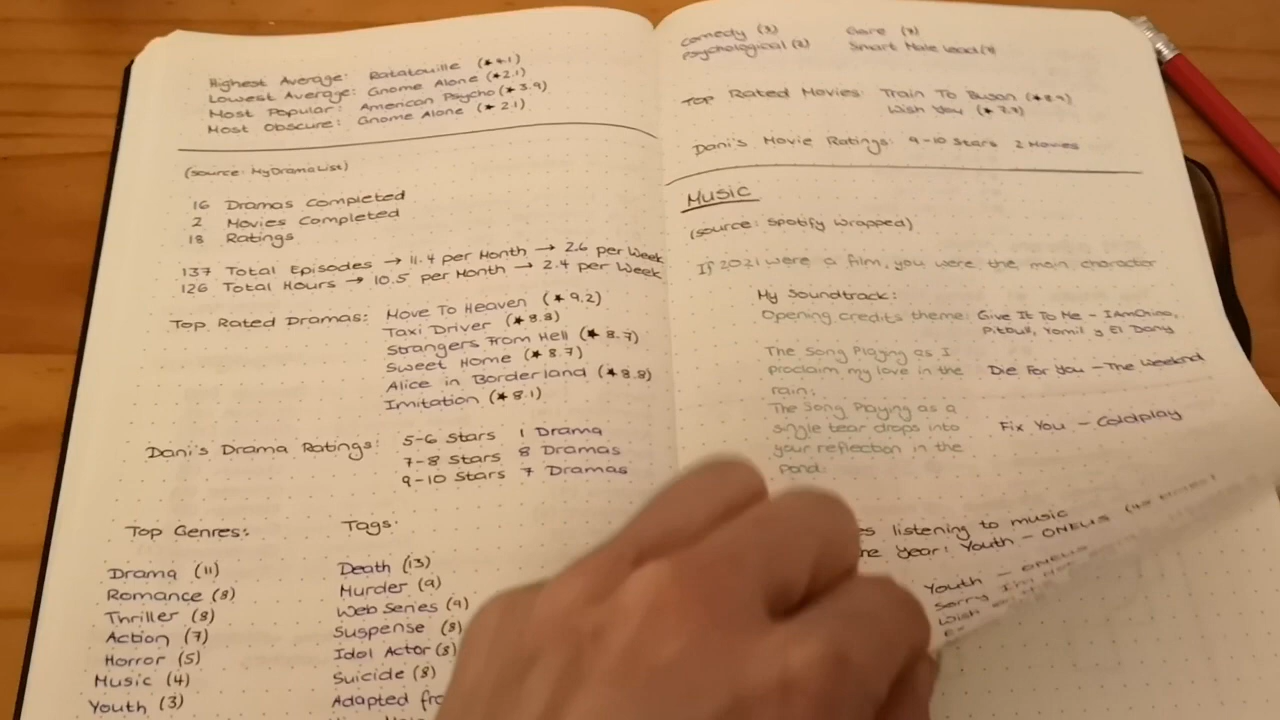 Highest Average: Ratatouille (★4.1)
Lowest Average: Gnome Alone (★2.1)
Most Popular: American Psycho (★3.9)
Most Obscure: Gnome Alone (★2.1)
(source: MyDramaList)
16 Dramas Completed
2 Movies Completed
18 Ratings
137 Total Episodes → 11.4 per Month → 2.6 per Week
126 Total Hours → 10.5 per Month → 2.4 per Week
Top Rated Dramas: Move To Heaven (★9.2)
Taxi Driver (★8.8)
Strangers From Hell (★8.7)
Sweet Home (★8.7)
Alice in Borderland (★8.8)
Imitation (★8.1)
Dani's Drama Ratings: 5-6 Stars 1 Drama
7-8 Stars 8 Dramas
9-10 Stars 7 Dramas
Top Genres: Tags:
Drama (11) Death (13)
Romance (8) Murder (9)
Thriller (8) Web Series (9)
Action (7) Suspense (8)
Horror (5) Idol Actor (8)
Music (4) Suicide (8)
Youth (3) Adapted
Comedy (3) Gore (7)
Psychological (2) Smart Male Lead
Top Rated Movies: Train To Busan
Wish You
Dani's Movie Ratings: 9-10 Stars 2 Movies
Music
(source: Spotify Wrapped)
If 2021 were a film, you were the main character
My Soundtrack:
Opening credits theme: Give It To Me - IAmChino,
Pitbull, Yomil y El Dany
The Song Playing as I
proclaim my love in the Die For You - The Weeknd
rain:
The Song Playing as a
single tear drops into Fix You - Coldplay
your reflection in the
pond:
listening to music
year: Youth - ONEUS
Youth - ONEUS
Sorry I'm
Wish